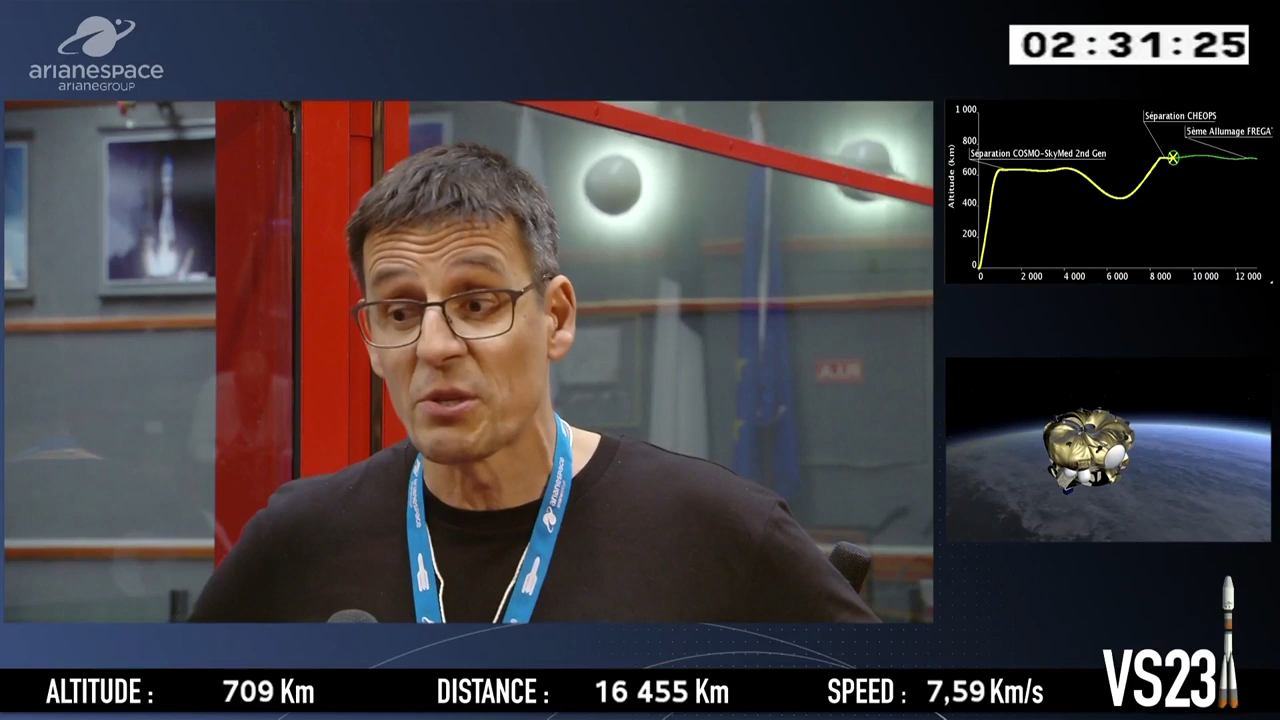 arianespace
arianeGROUP
02:31:25
1 000
800
600
400
200
0
Altitude (km)
Séparation CHEOPS
5ème Allumage FREGAT
Séparation COSMO-SkyMed 2nd Gen
0
2 000
4 000
6 000
8 000
10 000
12 000
arianespace
ALTITUDE : 709 Km
DISTANCE : 16 455 Km
SPEED : 7,59 Km/s
VS23